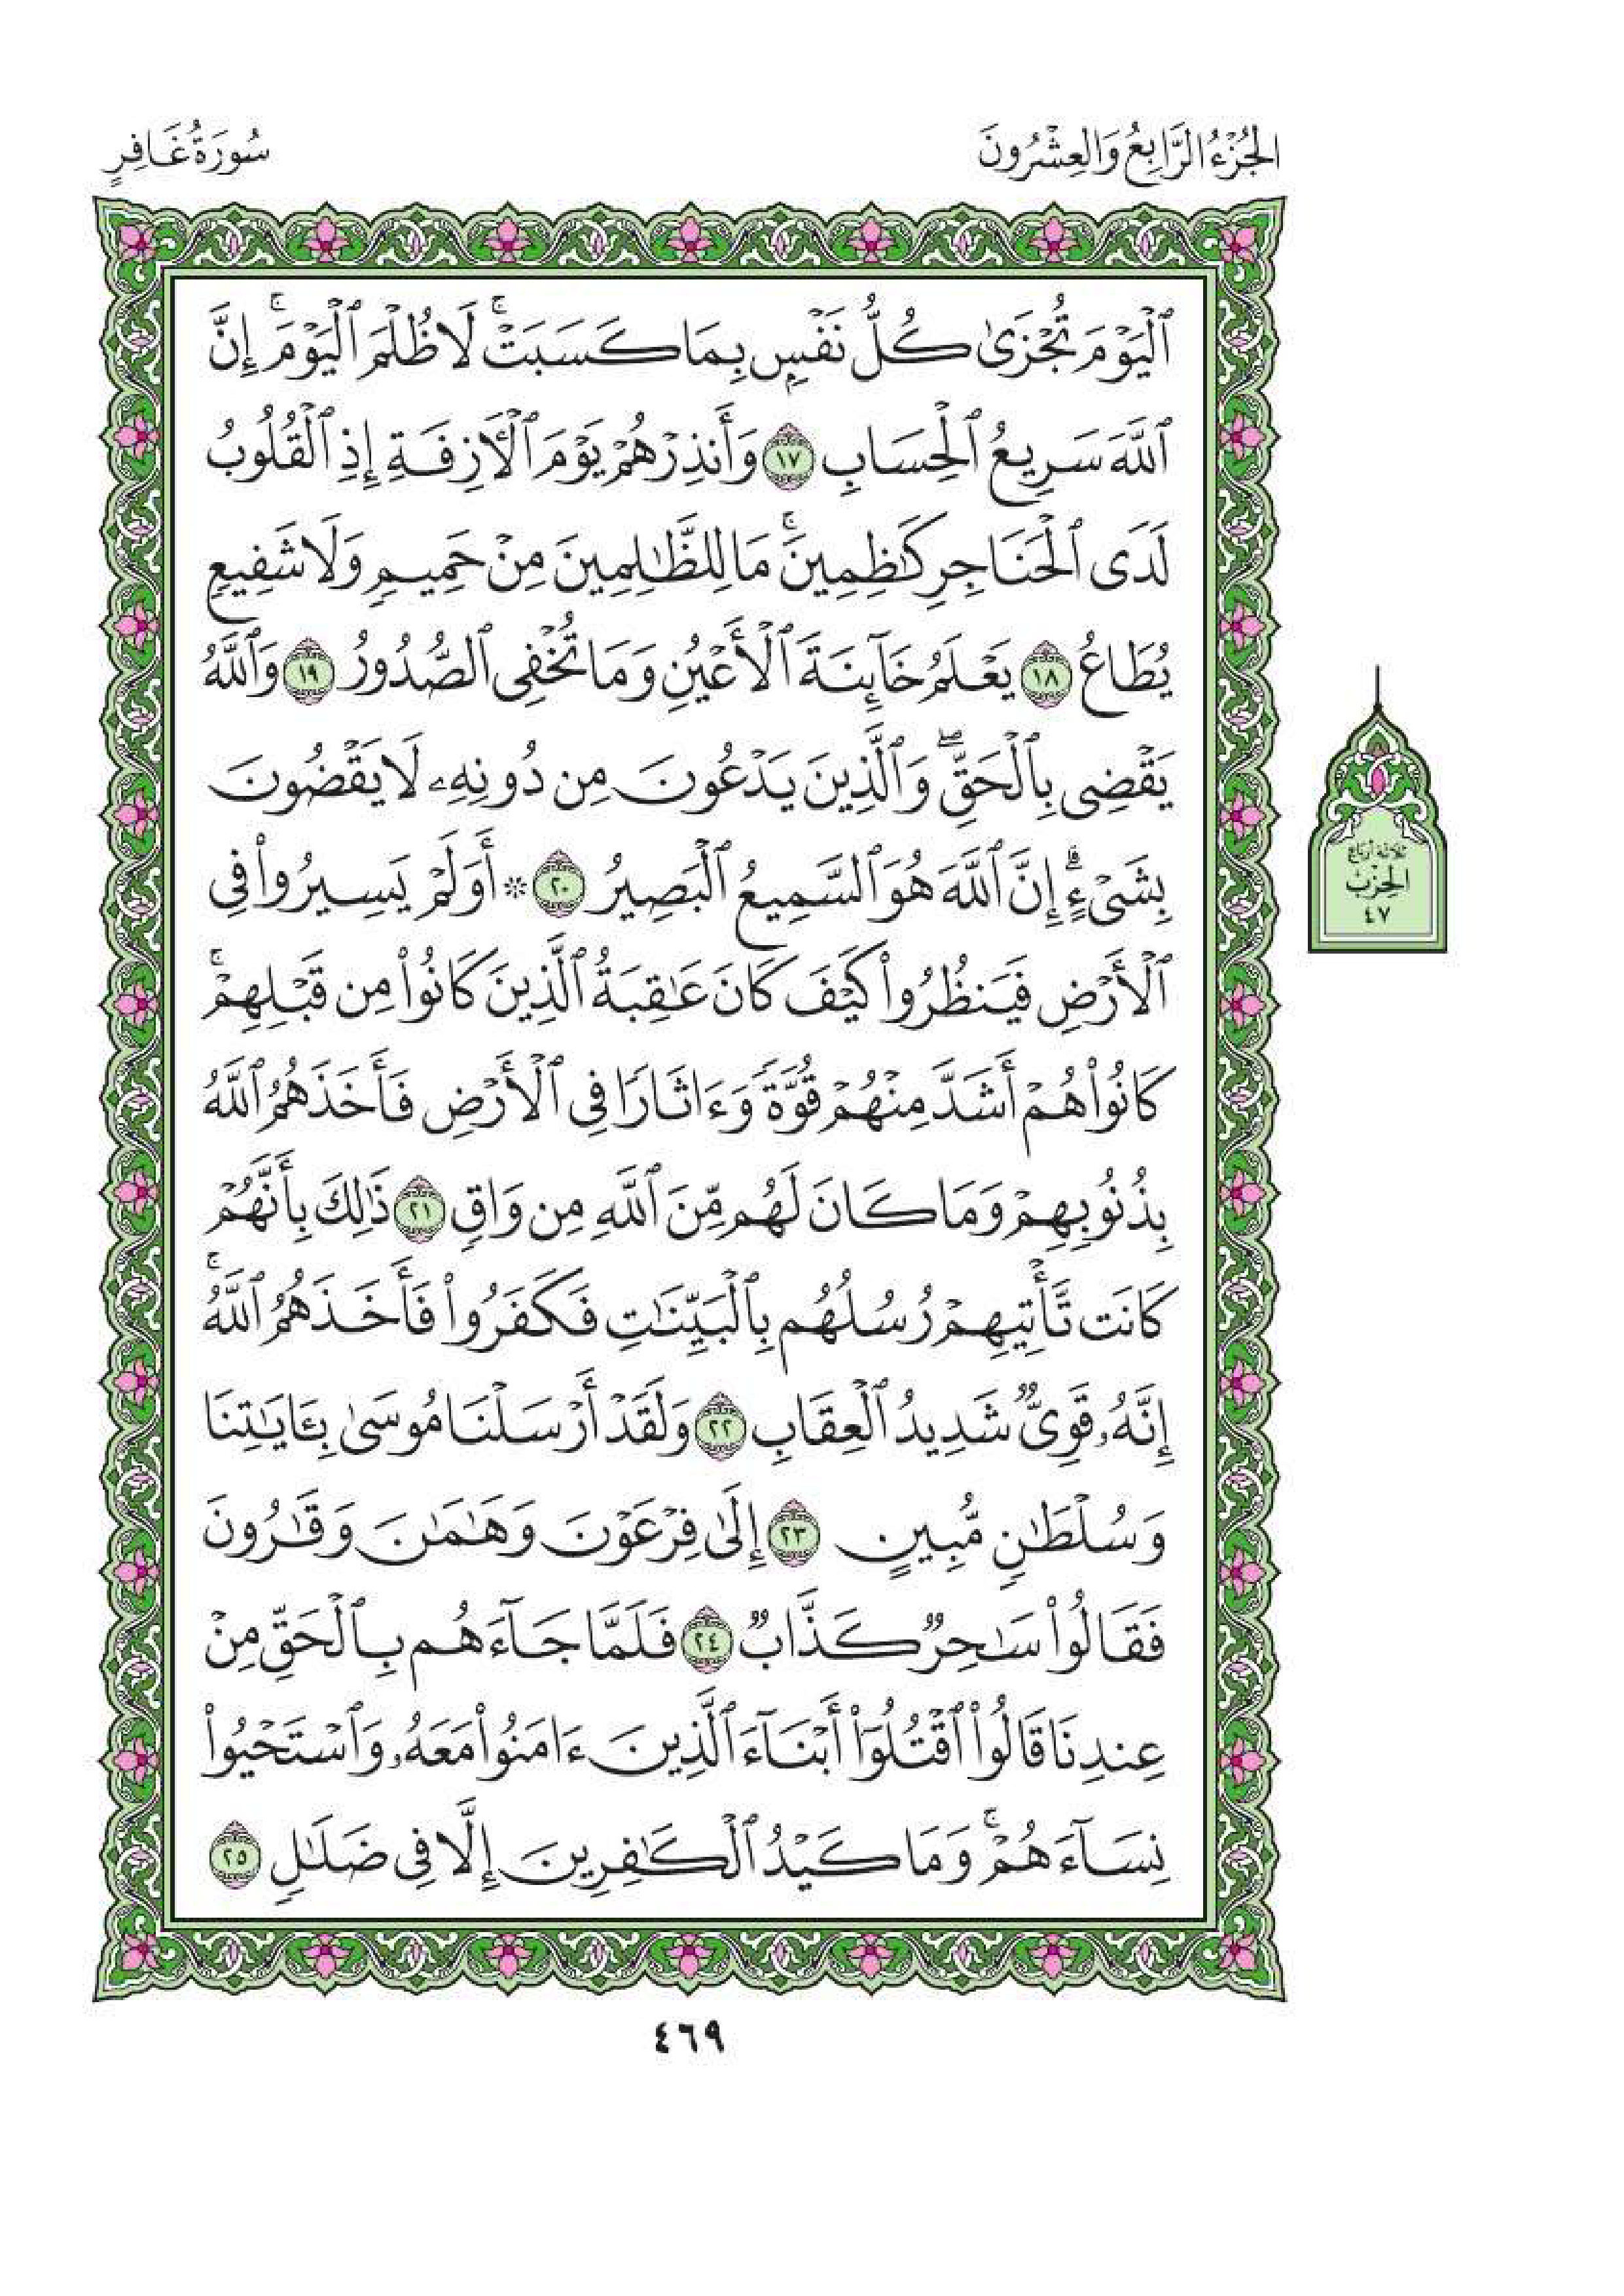 الجُزْءُ الرَّابِعُ وَالعِشْرُونَ
سُورَةُ غَافِرٍ
ٱلْيَوْمَ تُجْزَىٰ كُلُّ نَفْسٍۭ بِمَا كَسَبَتْۚ لَا ظُلْمَ ٱلْيَوْمَۚ إِنَّ
ٱللَّهَ سَرِيعُ ٱلْحِسَابِ ١٧ وَأَنذِرْهُمْ يَوْمَ ٱلْأَزِفَةِ إِذِ ٱلْقُلُوبُ
لَدَى ٱلْحَنَاجِرِ كَٰظِمِينَۚ مَا لِلظَّٰلِمِينَ مِنْ حَمِيمٍ وَلَا شَفِيعٍ
يُطَاعُ ١٨ يَعْلَمُ خَآئِنَةَ ٱلْأَعْيُنِ وَمَا تُخْفِى ٱلصُّدُورُ ١٩ وَٱللَّهُ
يَقْضِى بِٱلْحَقِّۖ وَٱلَّذِينَ يَدْعُونَ مِن دُونِهِۦ لَا يَقْضُونَ
بِشَىْءٍۗ إِنَّ ٱللَّهَ هُوَ ٱلسَّمِيعُ ٱلْبَصِيرُ ٢٠ ۞ أَوَلَمْ يَسِيرُوا۟ فِى
ٱلْأَرْضِ فَيَنظُرُوا۟ كَيْفَ كَانَ عَٰقِبَةُ ٱلَّذِينَ كَانُوا۟ مِن قَبْلِهِمْۚ
كَانُوا۟ هُمْ أَشَدَّ مِنْهُمْ قُوَّةً وَءَاثَارًا فِى ٱلْأَرْضِ فَأَخَذَهُمُ ٱللَّهُ
بِذُنُوبِهِمْ وَمَا كَانَ لَهُم مِّنَ ٱللَّهِ مِن وَاقٍ ٢١ ذَٰلِكَ بِأَنَّهُمْ
كَانَت تَّأْتِيهِمْ رُسُلُهُم بِٱلْبَيِّنَٰتِ فَكَفَرُوا۟ فَأَخَذَهُمُ ٱللَّهُۚ
إِنَّهُۥ قَوِىٌّ شَدِيدُ ٱلْعِقَابِ ٢٢ وَلَقَدْ أَرْسَلْنَا مُوسَىٰ بِـَٔايَٰتِنَا
وَسُلْطَٰنٍ مُّبِينٍ ٢٣ إِلَىٰ فِرْعَوْنَ وَهَٰمَٰنَ وَقَٰرُونَ
فَقَالُوا۟ سَٰحِرٌ كَذَّابٌ ٢٤ فَلَمَّا جَآءَهُم بِٱلْحَقِّ مِنْ
عِندِنَا قَالُوا۟ ٱقْتُلُوٓا۟ أَبْنَآءَ ٱلَّذِينَ ءَامَنُوا۟ مَعَهُۥ وَٱسْتَحْيُوا۟
نِسَآءَهُمْۚ وَمَا كَيْدُ ٱلْكَٰفِرِينَ إِلَّا فِى ضَلَٰلٍ ٢٥
ثلاثة أرباع
الحِزْب
٤٧
٤٦٩